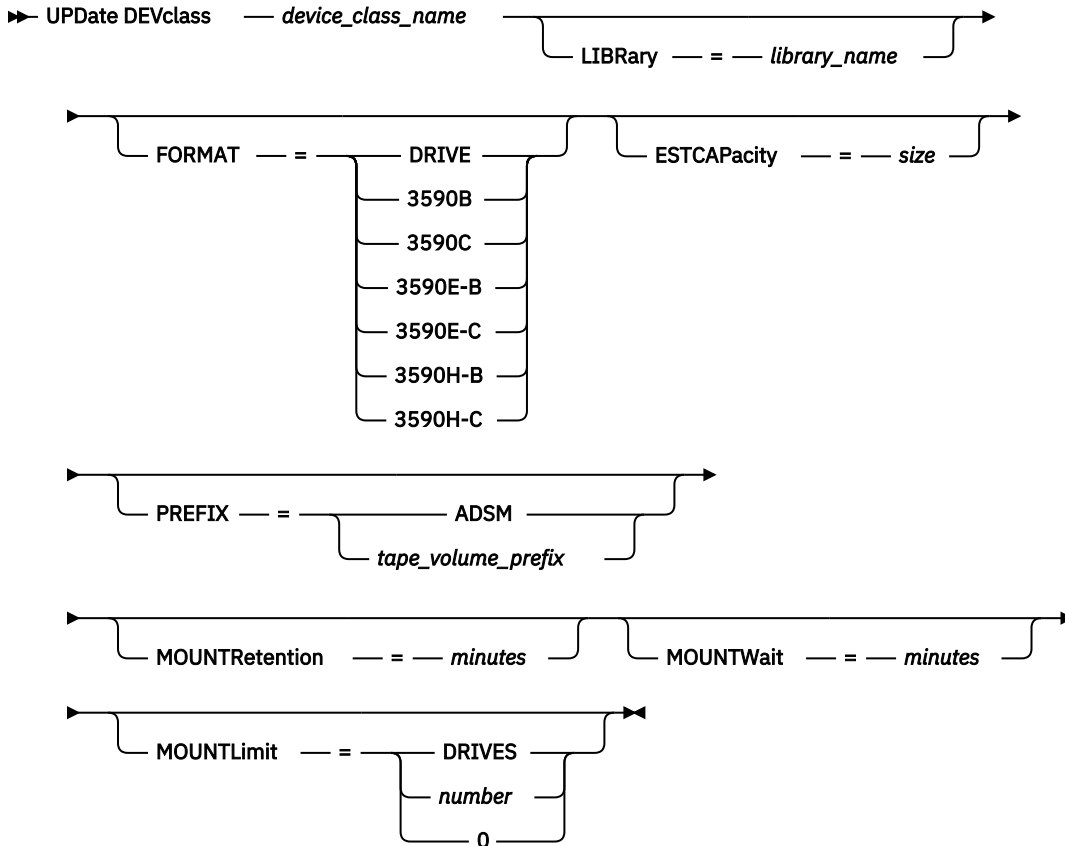 UPDate DEVclass device_class_name
LIBRary = library_name
FORMAT = DRIVE
3590B
3590C
3590E-B
3590E-C
3590H-B
3590H-C
ESTCAPacity = size
PREFIX = ADSM
tape_volume_prefix
MOUNTRetention = minutes
MOUNTWait = minutes
MOUNTLimit = DRIVES
number
0